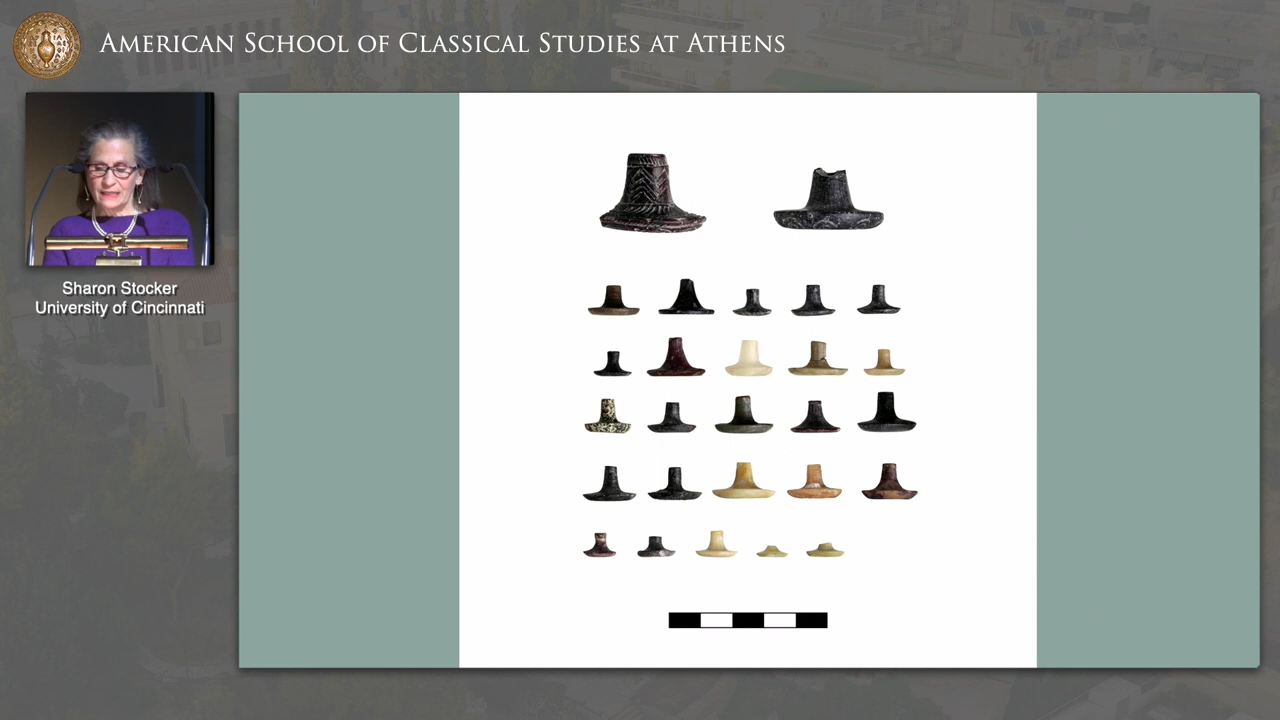 American School of Classical Studies at Athens
Sharon Stocker
University of Cincinnati